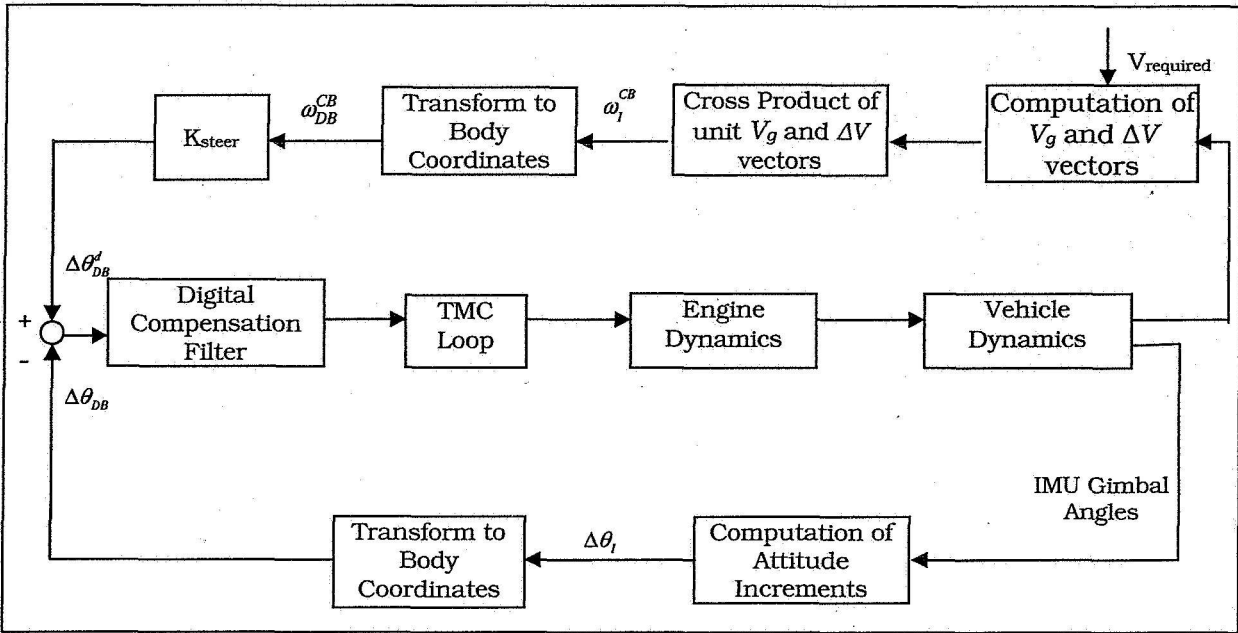 V_required
Computation of
V_g and ΔV
vectors
Cross Product of
unit V_g and ΔV
vectors
ω_I^CB
Transform to
Body
Coordinates
ω_DB^CB
K_steer
Δθ_DB^d
+
-
Digital
Compensation
Filter
TMC
Loop
Engine
Dynamics
Vehicle
Dynamics
Δθ_DB
IMU Gimbal
Angles
Computation of
Attitude
Increments
Δθ_I
Transform to
Body
Coordinates